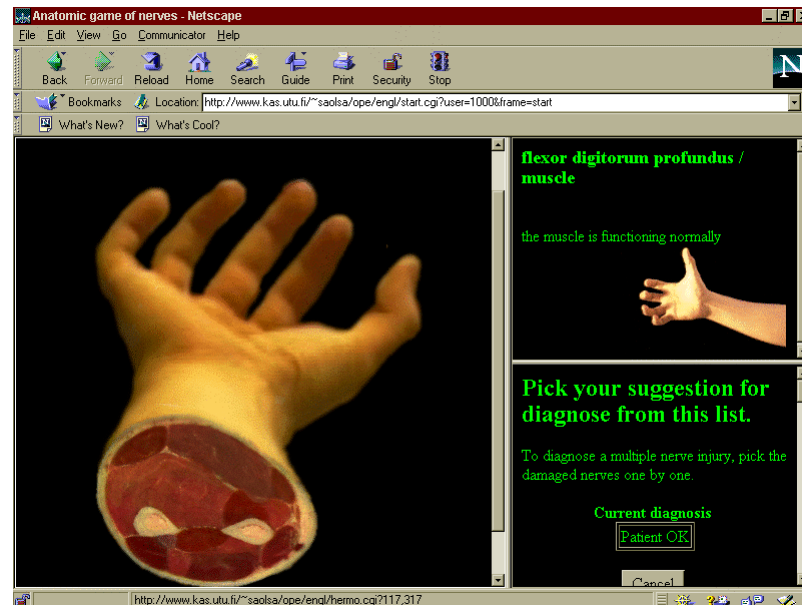 Anatomic game of nerves - Netscape
File Edit View Go Communicator Help
Back Forward Reload Home Search Guide Print Security Stop
N
Bookmarks Location: http://www.kas.utu.fi/~saolsa/ope/engl/start.cgi?user=1000&frame=start
What's New? What's Cool?
flexor digitorum profundus /
muscle
the muscle is functioning normally
Pick your suggestion for
diagnose from this list.
To diagnose a multiple nerve injury, pick the
damaged nerves one by one.
Current diagnosis
Patient OK
Cancel
http://www.kas.utu.fi/~saolsa/ope/engl/hermo.cgi?117,317